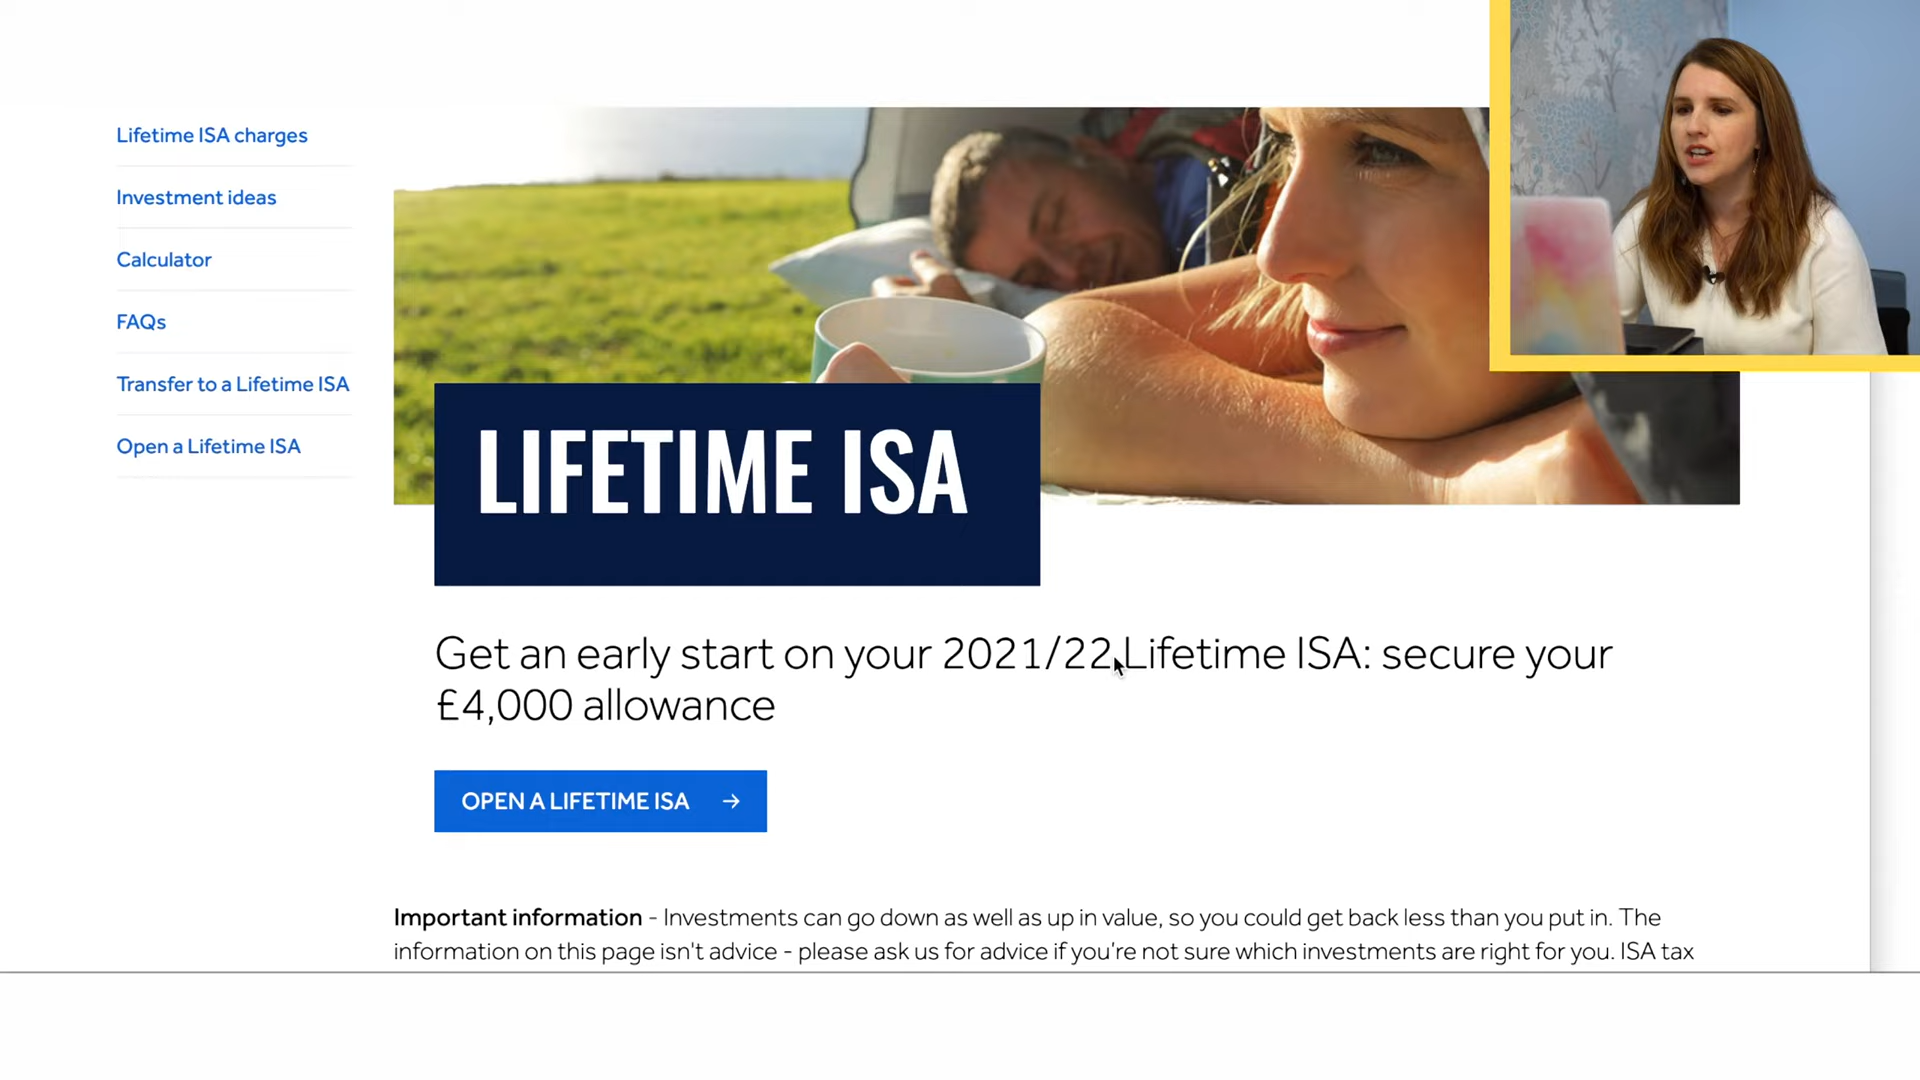 Lifetime ISA charges
Investment ideas
Calculator
FAQs
Transfer to a Lifetime ISA
Open a Lifetime ISA
LIFETIME ISA
Get an early start on your 2021/22 Lifetime ISA: secure your
£4,000 allowance
OPEN A LIFETIME ISA
Important information - Investments can go down as well as up in value, so you could get back less than you put in. The
information on this page isn't advice - please ask us for advice if you're not sure which investments are right for you. ISA tax